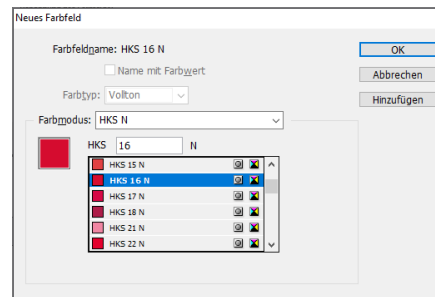 Neues Farbfeld
Farbfeldname: HKS 16 N
OK
Name mit Farbwert
Abbrechen
Farbtyp: Vollton
Hinzufügen
Farbmodus: HKS N
HKS 16 N
HKS 15 N
HKS 16 N
HKS 17 N
HKS 18 N
HKS 21 N
HKS 22 N